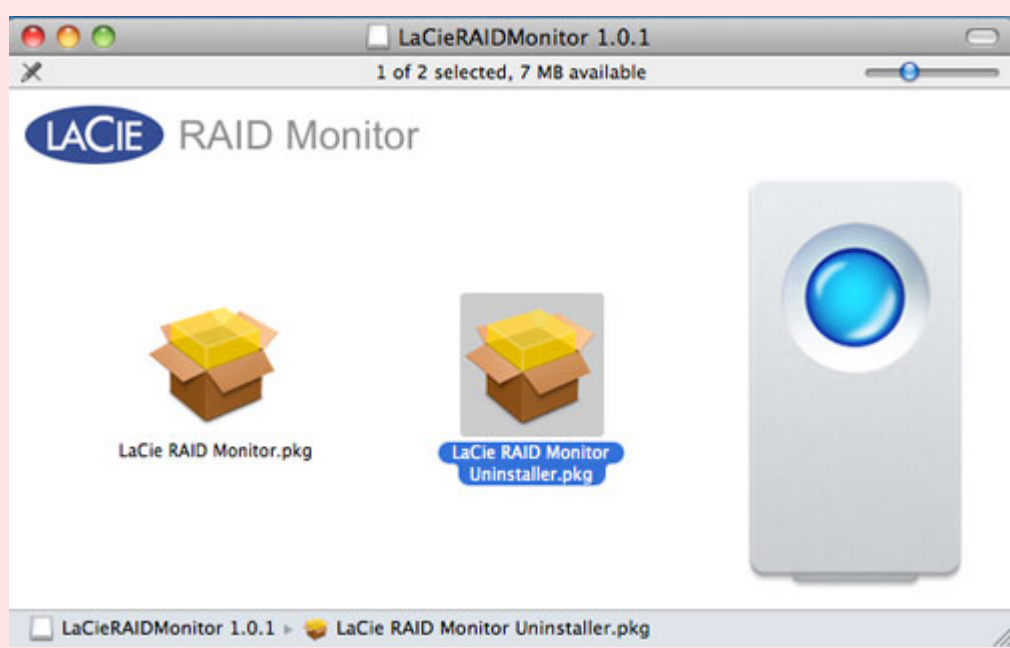 LaCieRAIDMonitor 1.0.1
1 of 2 selected, 7 MB available
LACIE RAID Monitor
LaCie RAID Monitor.pkg
LaCie RAID Monitor
Uninstaller.pkg
LaCieRAIDMonitor 1.0.1 ▸ LaCie RAID Monitor Uninstaller.pkg